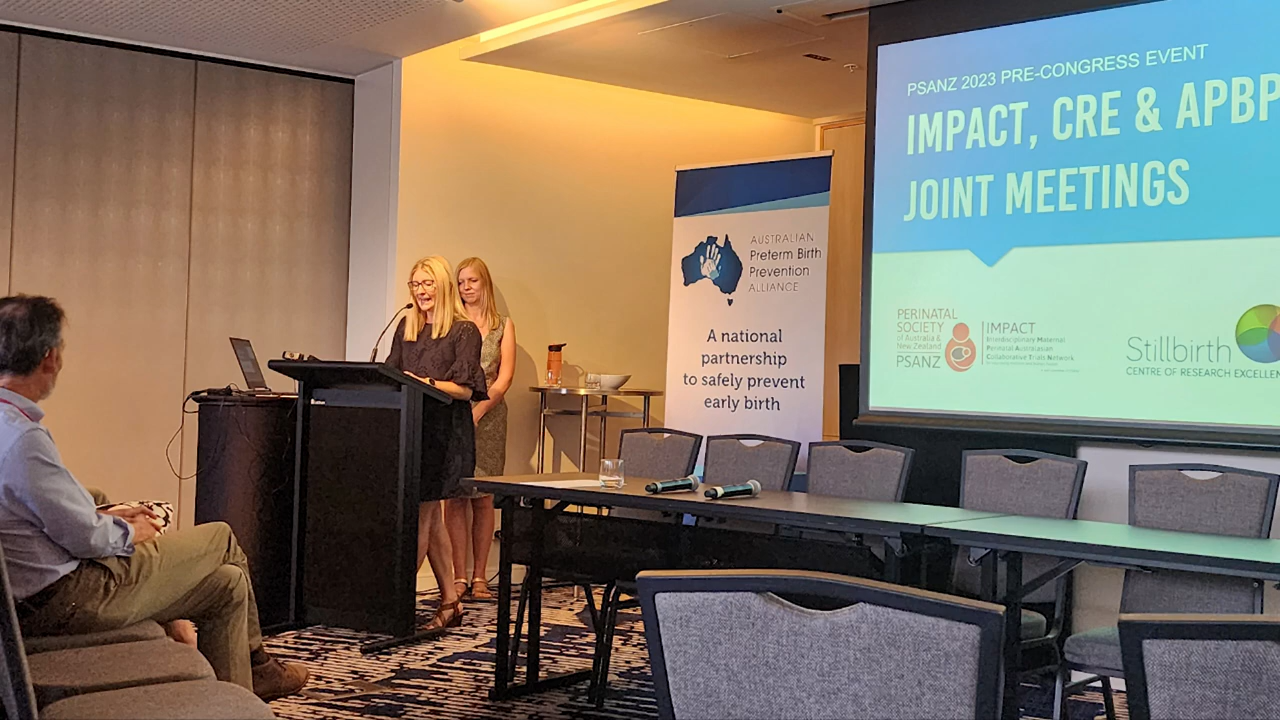 PSANZ 2023 PRE-CONGRESS EVENT
IMPACT, CRE & APBP
JOINT MEETINGS
AUSTRALIAN
Preterm Birth
Prevention
ALLIANCE
A national
partnership
to safely prevent
early birth
PERINATAL
SOCIETY
of Australia &
New Zealand
PSANZ
IMPACT
Interdisciplinary Maternal
Perinatal Australasian
Collaborative Trials Network
Stillbirth
CENTRE OF RESEARCH EXCELLEN